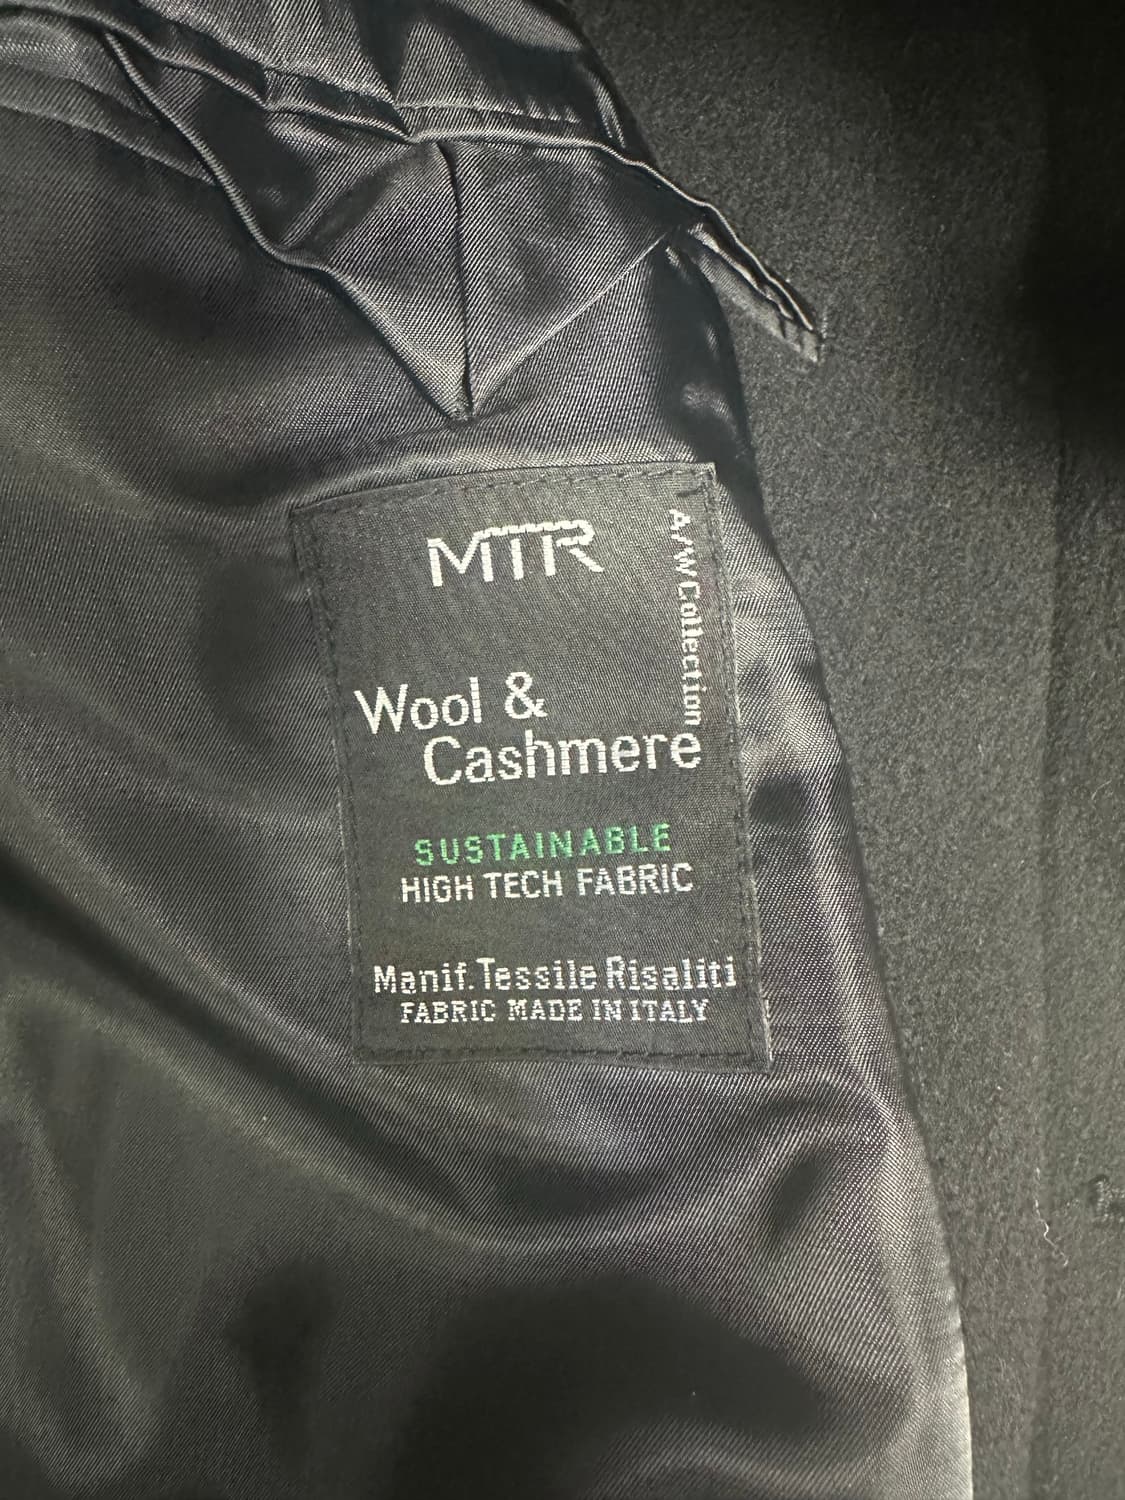 MTR
A/W Collection
Wool &
Cashmere
SUSTAINABLE
HIGH TECH FABRIC
Manif. Tessile Risaliti
FABRIC MADE IN ITALY